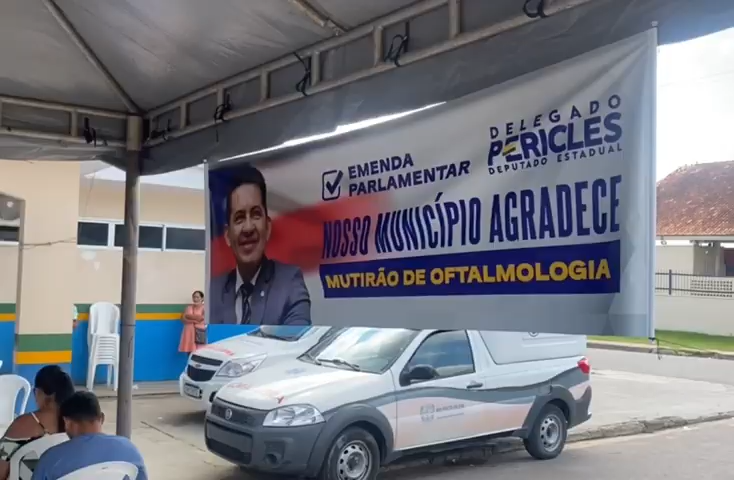 DELEGADO
PERICLES
DEPUTADO ESTADUAL
EMENDA
PARLAMENTAR
NOSSO MUNICÍPIO AGRADECE
MUTIRÃO DE OFTALMOLOGIA